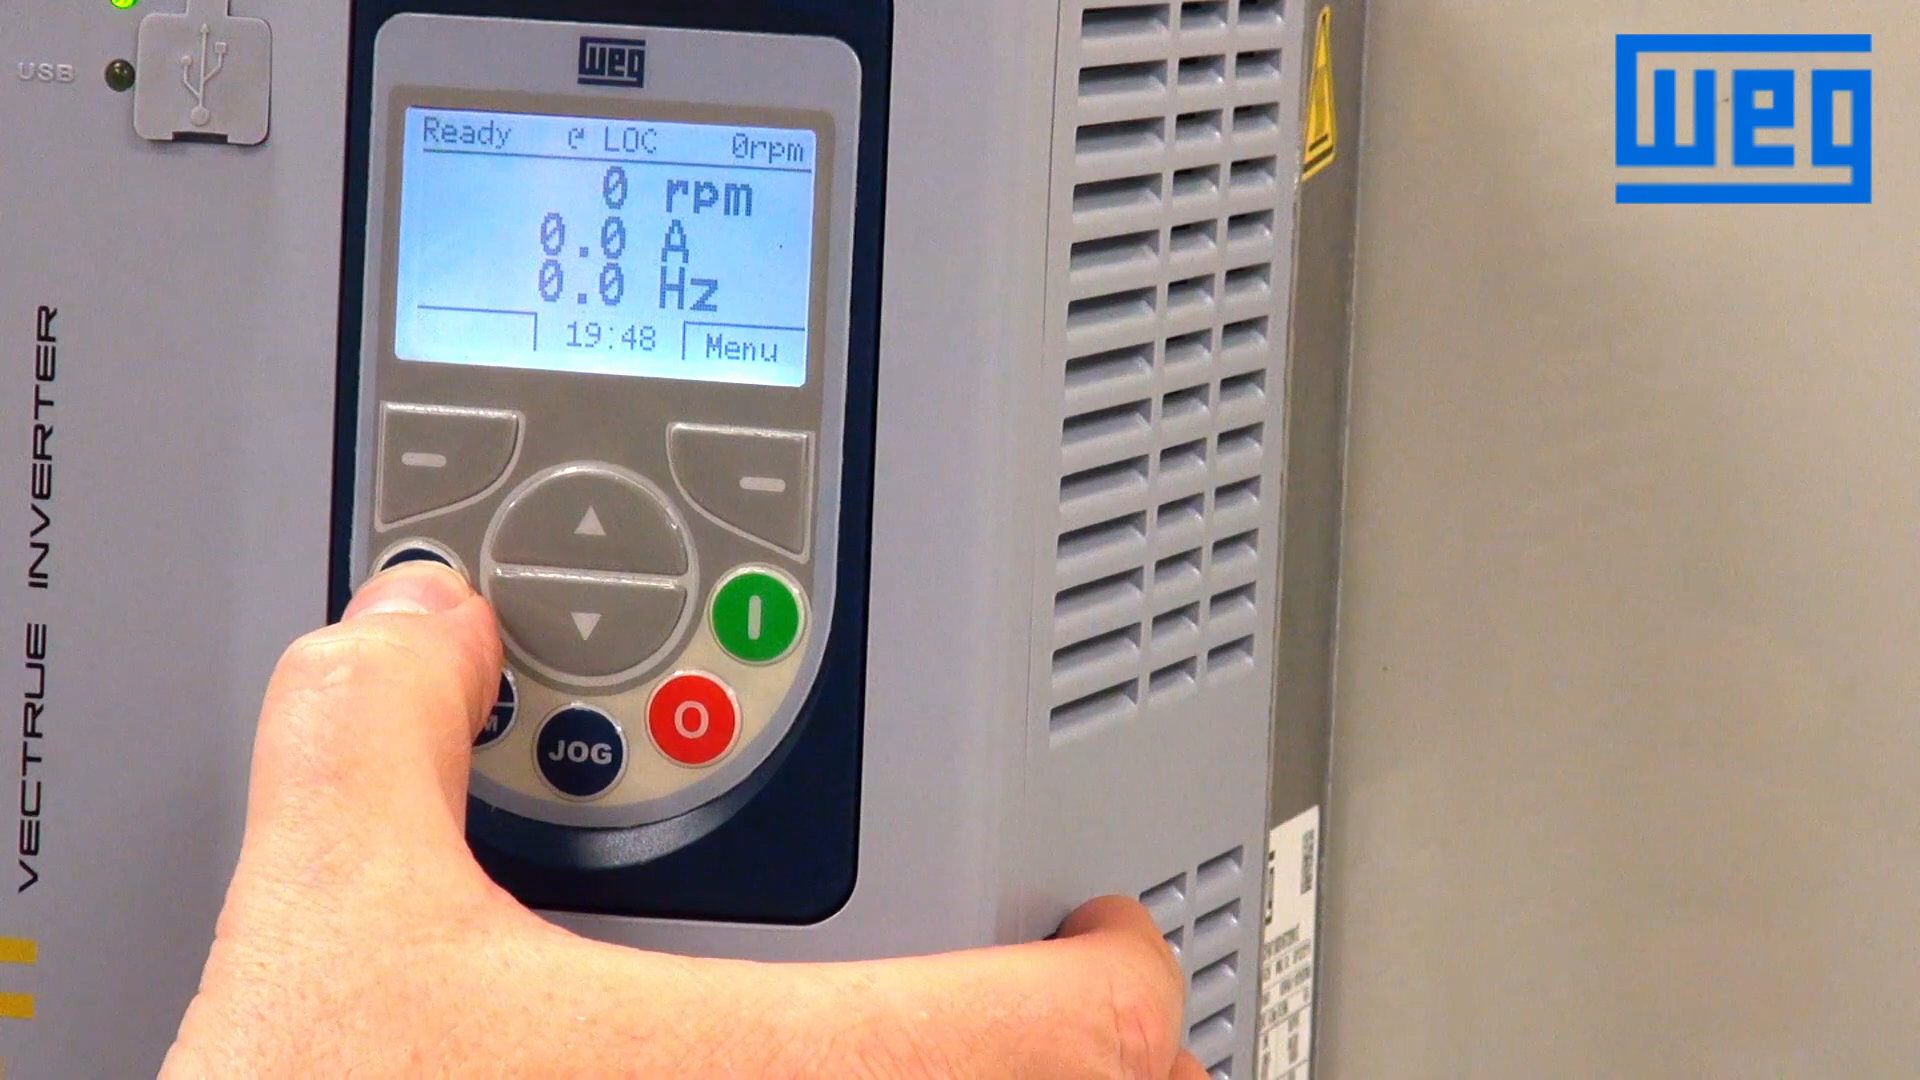 USB
weg
weg
Ready LOC 0rpm
0 rpm
0.0 A
0.0 Hz
19:48 Menu
VECTRUE INVERTER
I
O
JOG